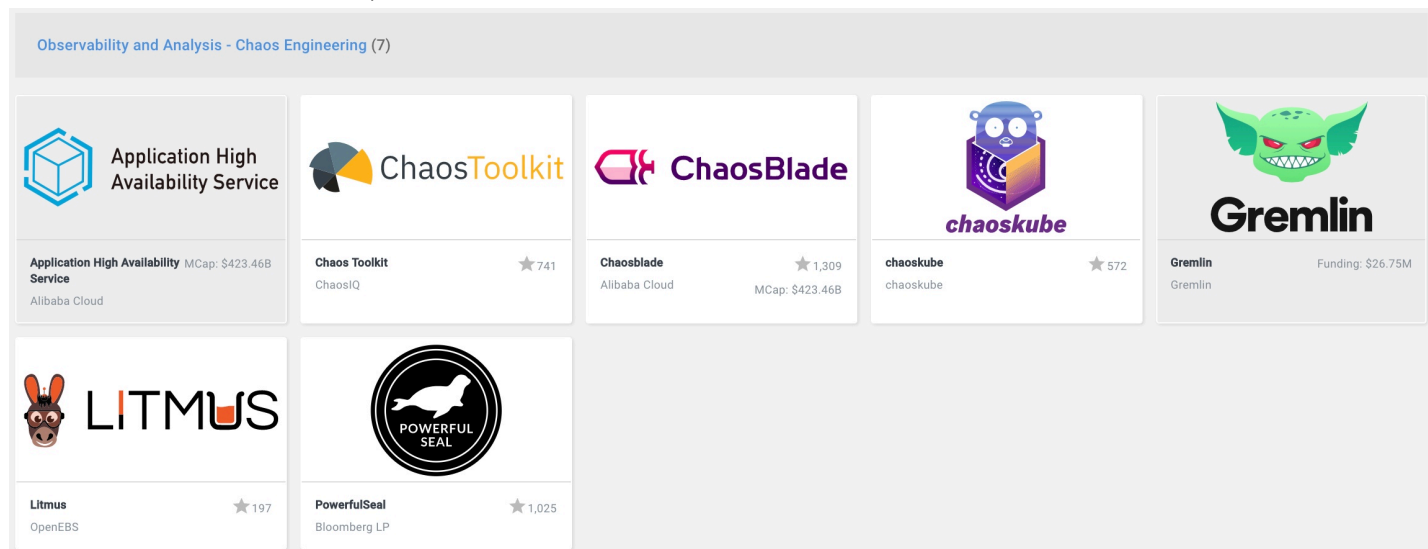 Observability and Analysis - Chaos Engineering (7)
Application High
Availability Service
Application High Availability Service
MCap: $423.46B
Alibaba Cloud
ChaosToolkit
Chaos Toolkit
741
ChaosIQ
ChaosBlade
Chaosblade
1,309
Alibaba Cloud
MCap: $423.46B
chaoskube
chaoskube
572
chaoskube
Gremlin
Gremlin
Funding: $26.75M
Gremlin
LITMUS
Litmus
197
OpenEBS
POWERFUL
SEAL
PowerfulSeal
1,025
Bloomberg LP